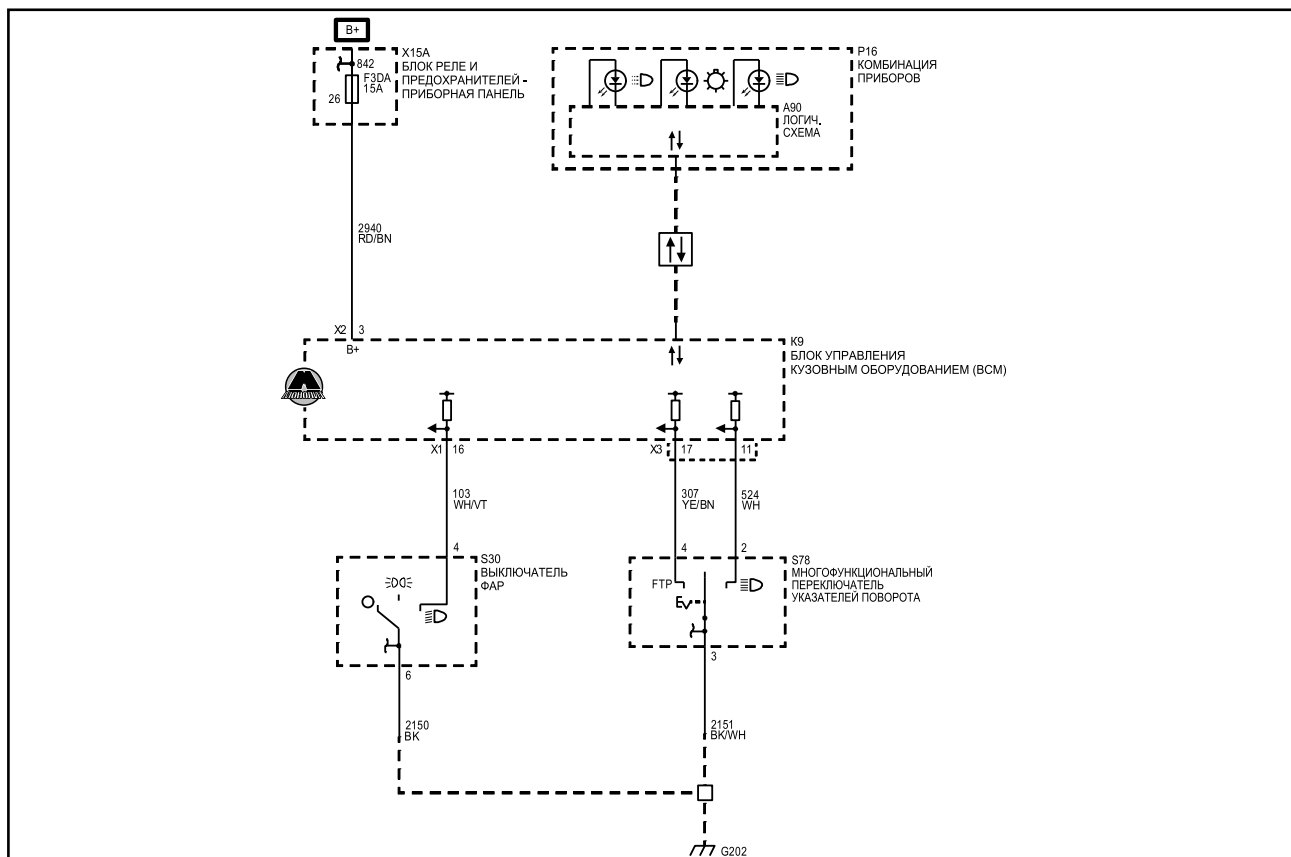 B+
X15A
БЛОК РЕЛЕ И
ПРЕДОХРАНИТЕЛЕЙ -
ПРИБОРНАЯ ПАНЕЛЬ
842
F3DA
15A
26
P16
КОМБИНАЦИЯ
ПРИБОРОВ
A90
ЛОГИЧ.
СХЕМА
2940
RD/BN
X2 3
B+
K9
БЛОК УПРАВЛЕНИЯ
КУЗОВНЫМ ОБОРУДОВАНИЕМ (BCM)
X1 16
X3 17 11
103
WH/VT
307
YE/BN
524
WH
4
S30
ВЫКЛЮЧАТЕЛЬ
ФАР
4 2
S78
МНОГОФУНКЦИОНАЛЬНЫЙ
ПЕРЕКЛЮЧАТЕЛЬ
УКАЗАТЕЛЕЙ ПОВОРОТА
FTP
6
3
2150
BK
2151
BK/WH
G202